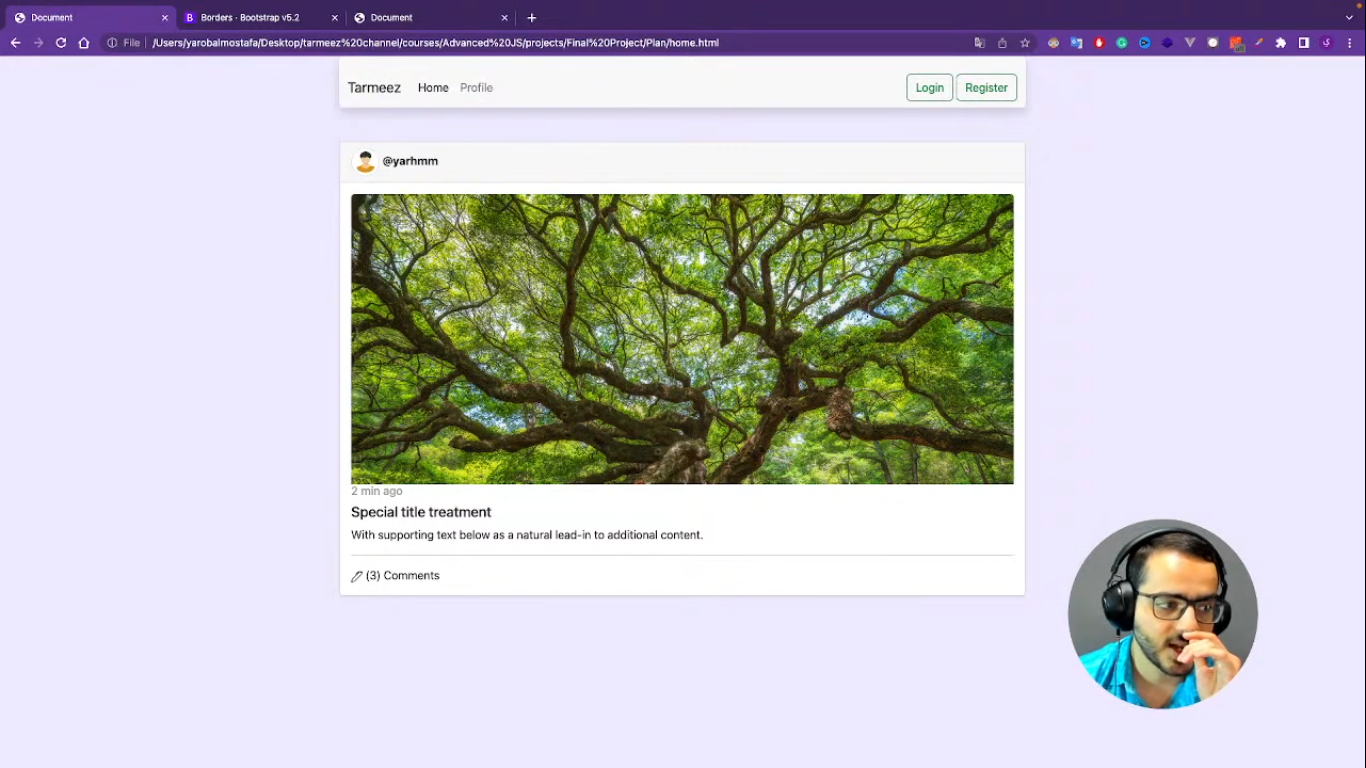 Document
Borders · Bootstrap v5.2
Document
File
/Users/yarobalmostafa/Desktop/tarmeez%20channel/courses/Advanced%20JS/projects/Final%20Project/Plan/home.html
Tarmeez Home Profile Login Register
@yarhmm
2 min ago
Special title treatment
With supporting text below as a natural lead-in to additional content.
(3) Comments